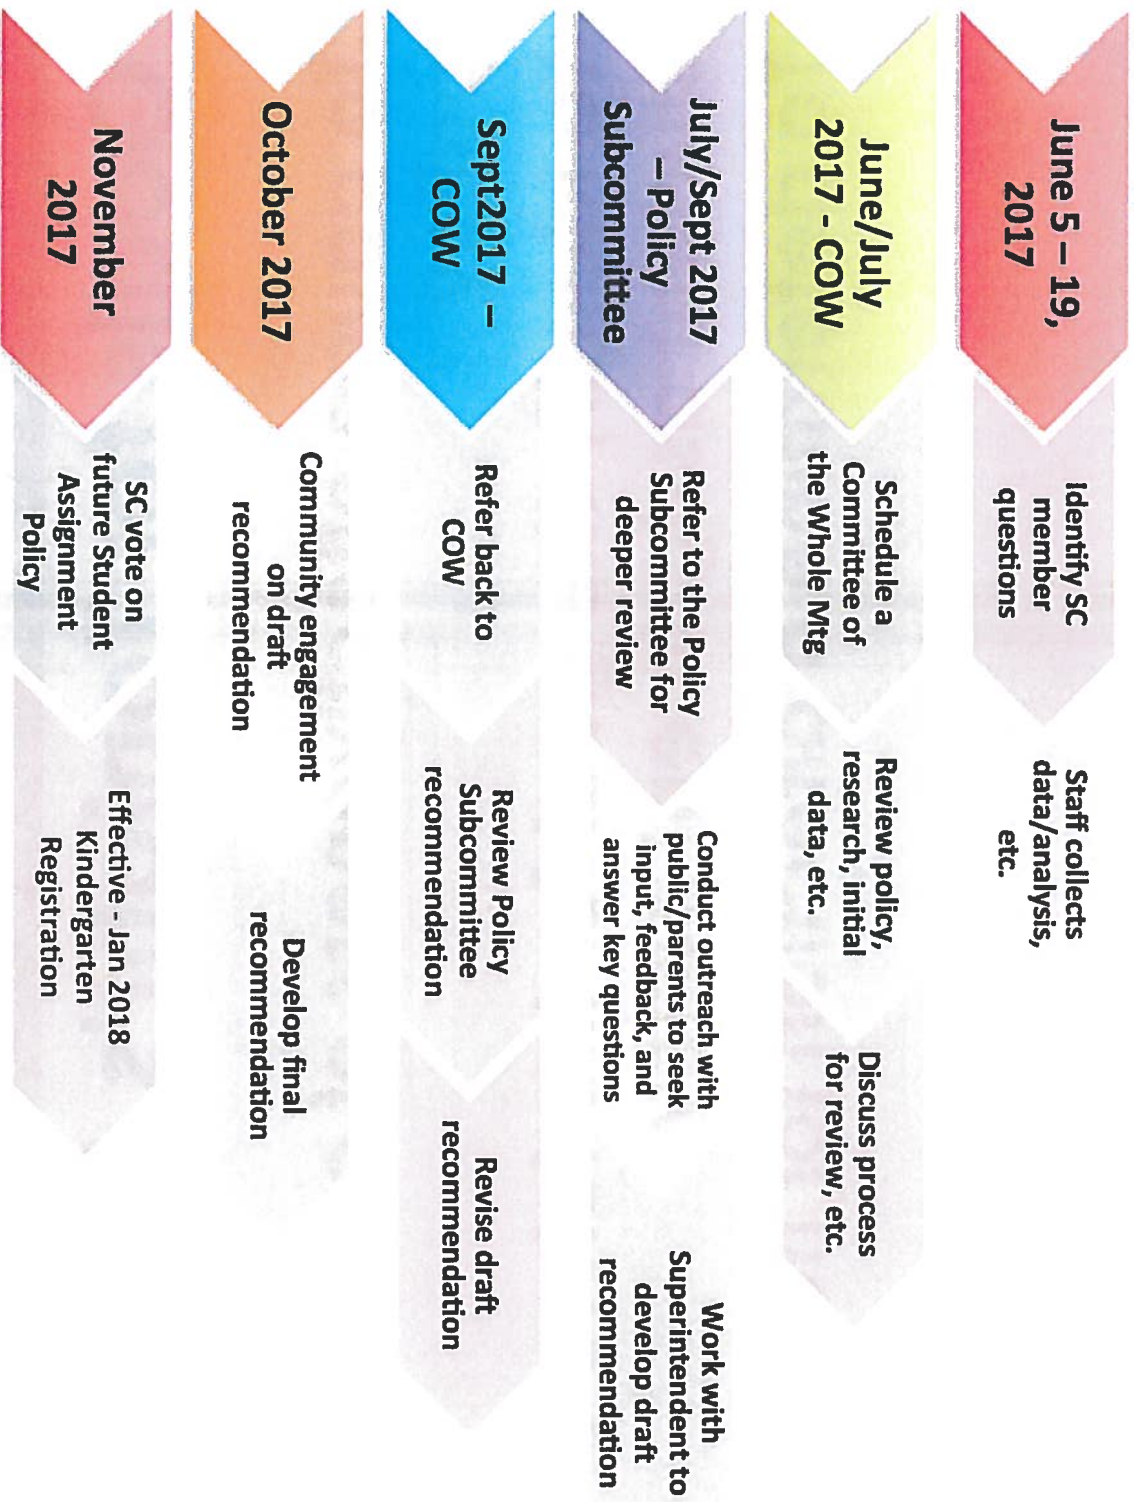 June 5 – 19,
2017
Identify SC
member
questions
Staff collects
data/analysis,
etc.
June/July
2017 - COW
Schedule a
Committee of
the Whole Mtg
Review policy,
research, initial
data, etc.
Discuss process
for review, etc.
July/Sept 2017
– Policy
Subcommittee
Refer to the Policy
Subcommittee for
deeper review
Conduct outreach with
public/parents to seek
input, feedback, and
answer key questions
Work with
Superintendent to
develop draft
recommendation
Sept2017 –
COW
Refer back to
COW
Review Policy
Subcommittee
recommendation
Revise draft
recommendation
October 2017
Community engagement
on draft
recommendation
Develop final
recommendation
November
2017
SC vote on
future Student
Assignment
Policy
Effective - Jan 2018
Kindergarten
Registration